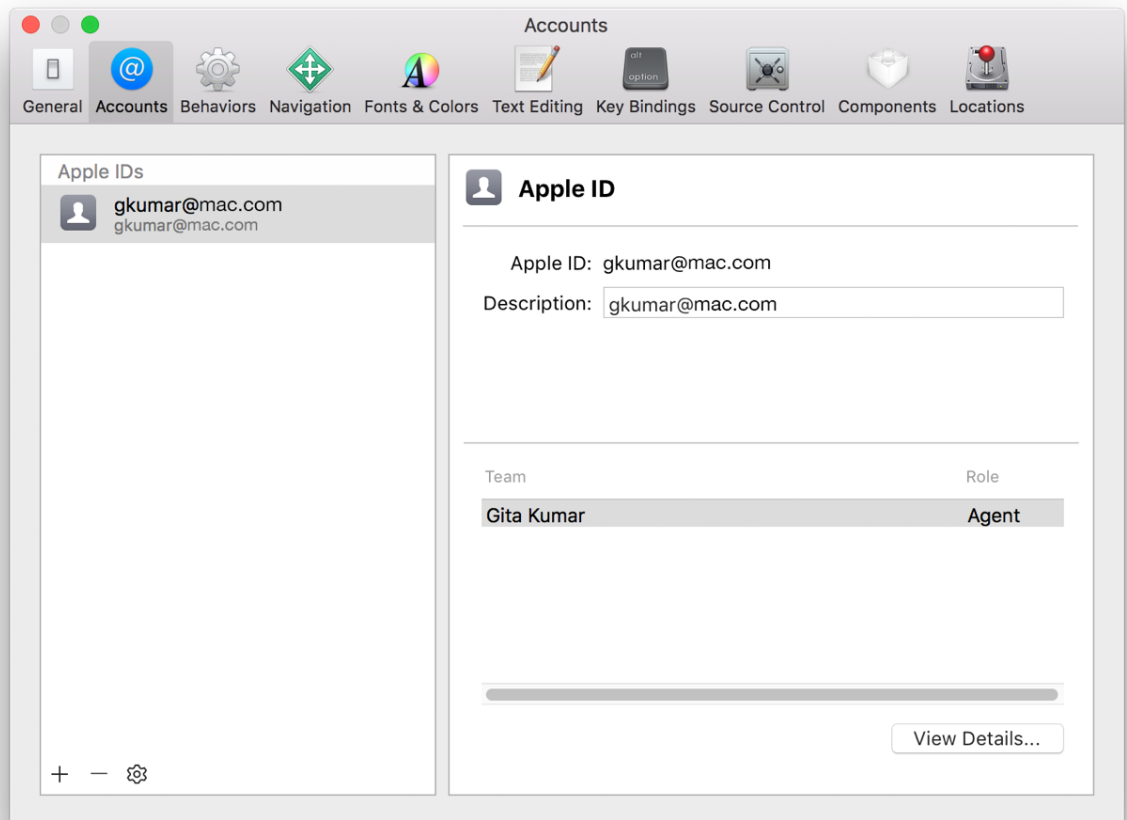 Accounts
General Accounts Behaviors Navigation Fonts & Colors Text Editing alt option Key Bindings Source Control Components Locations
Apple IDs
gkumar@mac.com
gkumar@mac.com
Apple ID
Apple ID: gkumar@mac.com
Description: gkumar@mac.com
Team Role
Gita Kumar Agent
View Details...